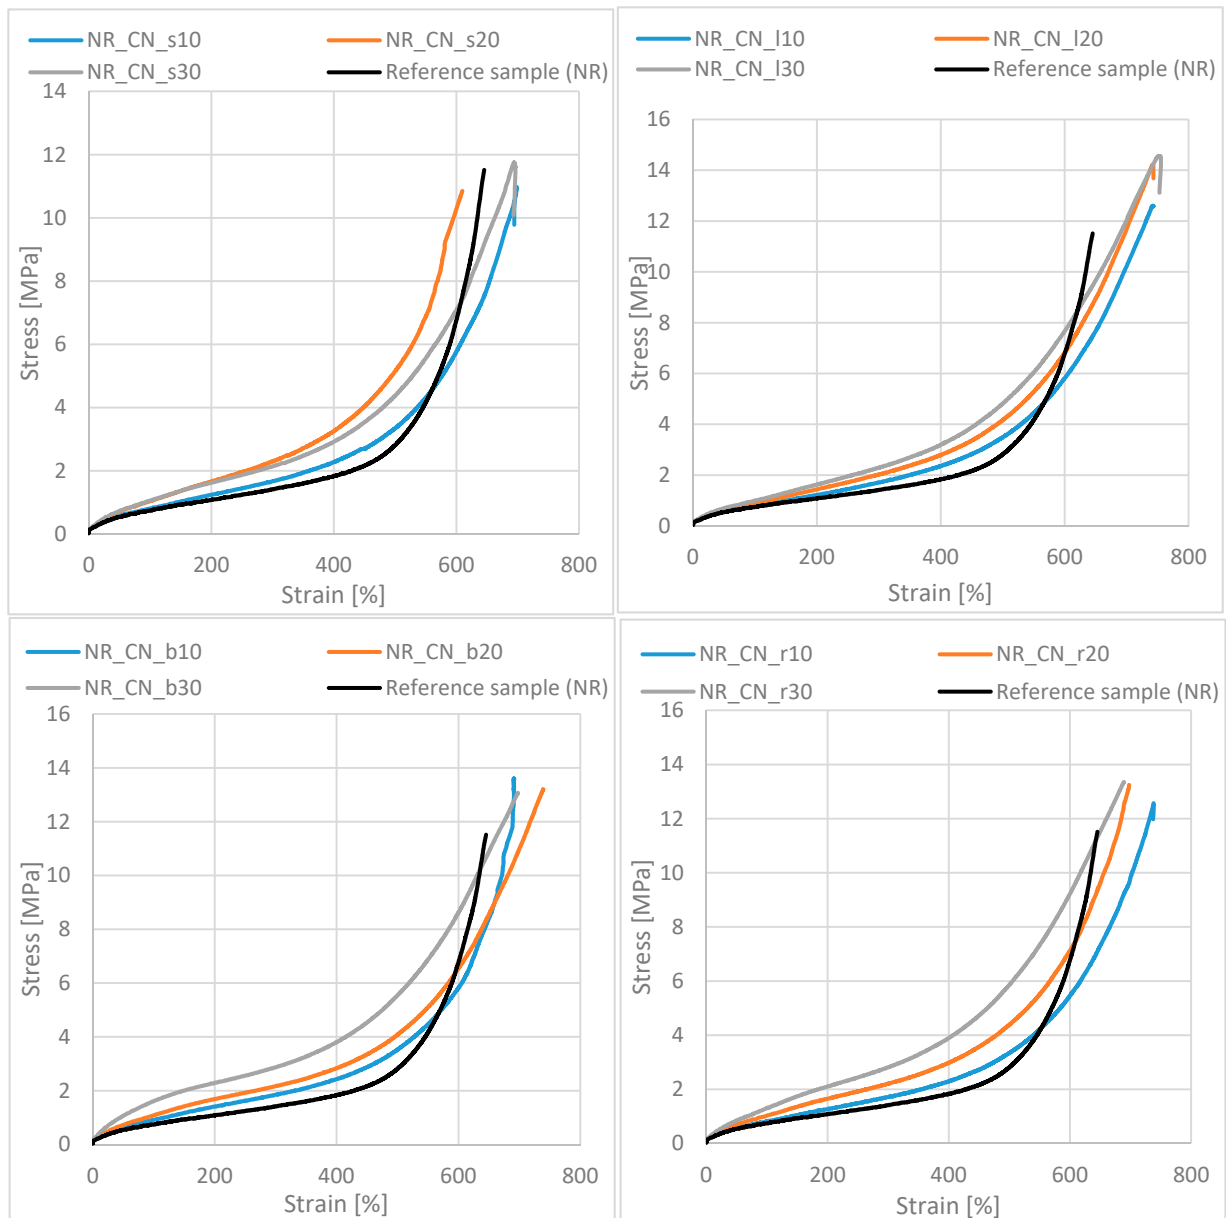 NR_CN_s10 NR_CN_s20
NR_CN_s30 Reference sample (NR)
14
12
10
8
6
4
2
0
Stress [MPa]
0 200 400 600 800
Strain [%]
NR_CN_l10 NR_CN_l20
NR_CN_l30 Reference sample (NR)
16
14
12
10
8
6
4
2
0
Stress [MPa]
0 200 400 600 800
Strain [%]
NR_CN_b10 NR_CN_b20
NR_CN_b30 Reference sample (NR)
16
14
12
10
8
6
4
2
0
Stress [MPa]
0 200 400 600 800
Strain [%]
NR_CN_r10 NR_CN_r20
NR_CN_r30 Reference sample (NR)
16
14
12
10
8
6
4
2
0
Stress [MPa]
0 200 400 600 800
Strain [%]